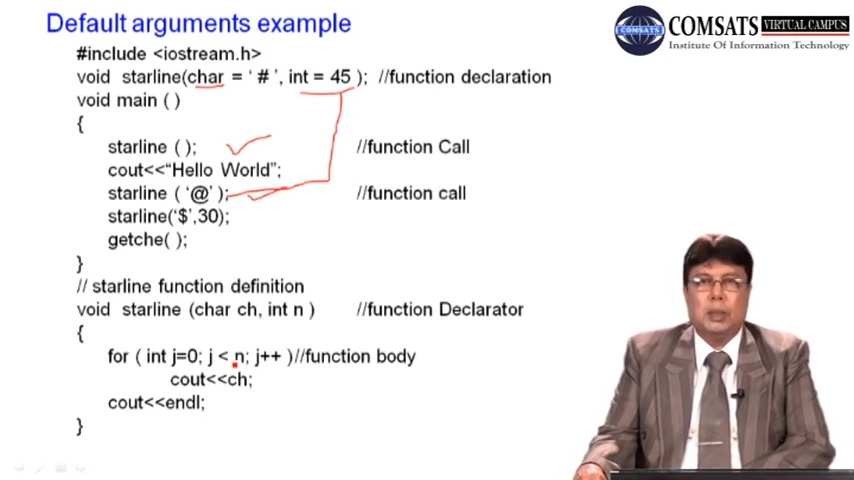 Default arguments example
COMSATS VIRTUAL CAMPUS
Institute Of Information Technology
COMSATS
#include <iostream.h>
void starline(char = ‘ # ’, int = 45 ); //function declaration
void main ( )
{
starline ( ); //function Call
cout<<“Hello World”;
starline ( ‘@’ ); //function call
starline(‘$’,30);
getche( );
}
// starline function definition
void starline (char ch, int n ) //function Declarator
{
for ( int j=0; j < n; j++ )//function body
cout<<ch;
cout<<endl;
}